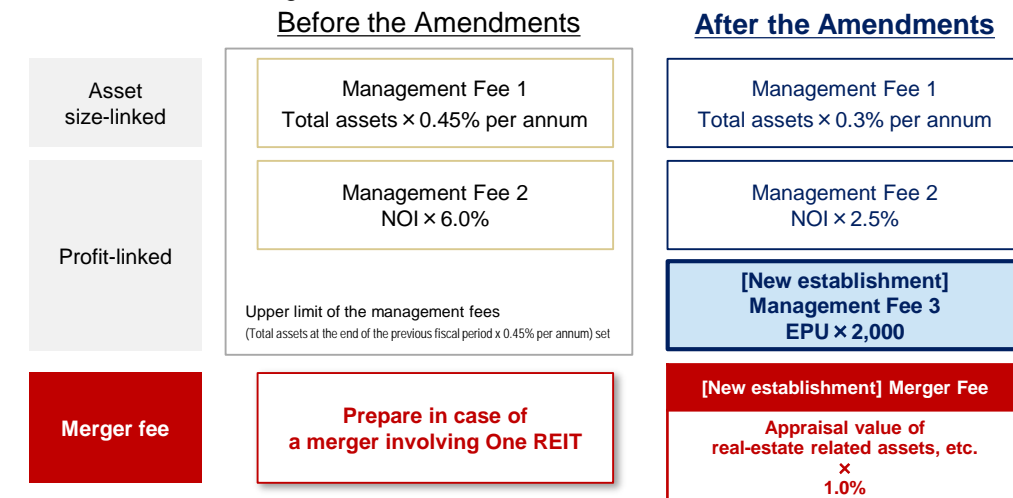 Before the Amendments
After the Amendments
Asset
size-linked
Management Fee 1
Total assets × 0.45% per annum
Management Fee 1
Total assets × 0.3% per annum
Profit-linked
Management Fee 2
NOI × 6.0%
Management Fee 2
NOI × 2.5%
Upper limit of the management fees
(Total assets at the end of the previous fiscal period x 0.45% per annum) set
[New establishment]
Management Fee 3
EPU × 2,000
Merger fee
Prepare in case of
a merger involving One REIT
[New establishment] Merger Fee
Appraisal value of
real-estate related assets, etc.
×
1.0%